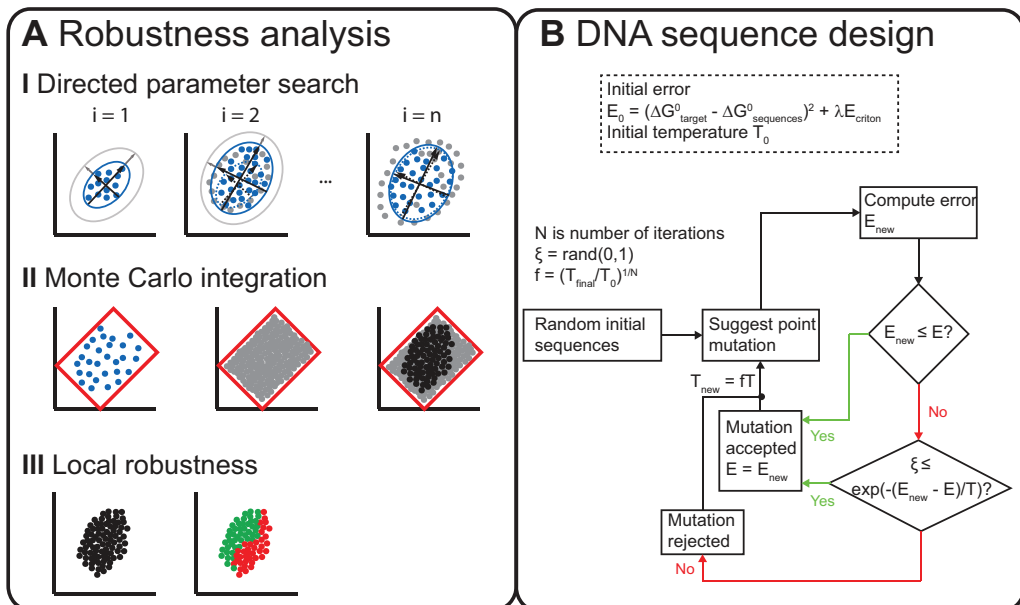 A Robustness analysis
I Directed parameter search
i = 1
i = 2
i = n
...
II Monte Carlo integration
III Local robustness
B DNA sequence design
Initial error
E₀ = (ΔG⁰target - ΔG⁰sequences)² + λEcriton
Initial temperature T₀
N is number of iterations
ξ = rand(0,1)
f = (Tfinal/T₀)^1/N
Random initial
sequences
Suggest point
mutation
Compute error
Enew
Enew ≤ E?
No
Yes
ξ ≤
exp(-(Enew - E)/T)?
Yes
No
Mutation
accepted
E = Enew
Mutation
rejected
Tnew = fT